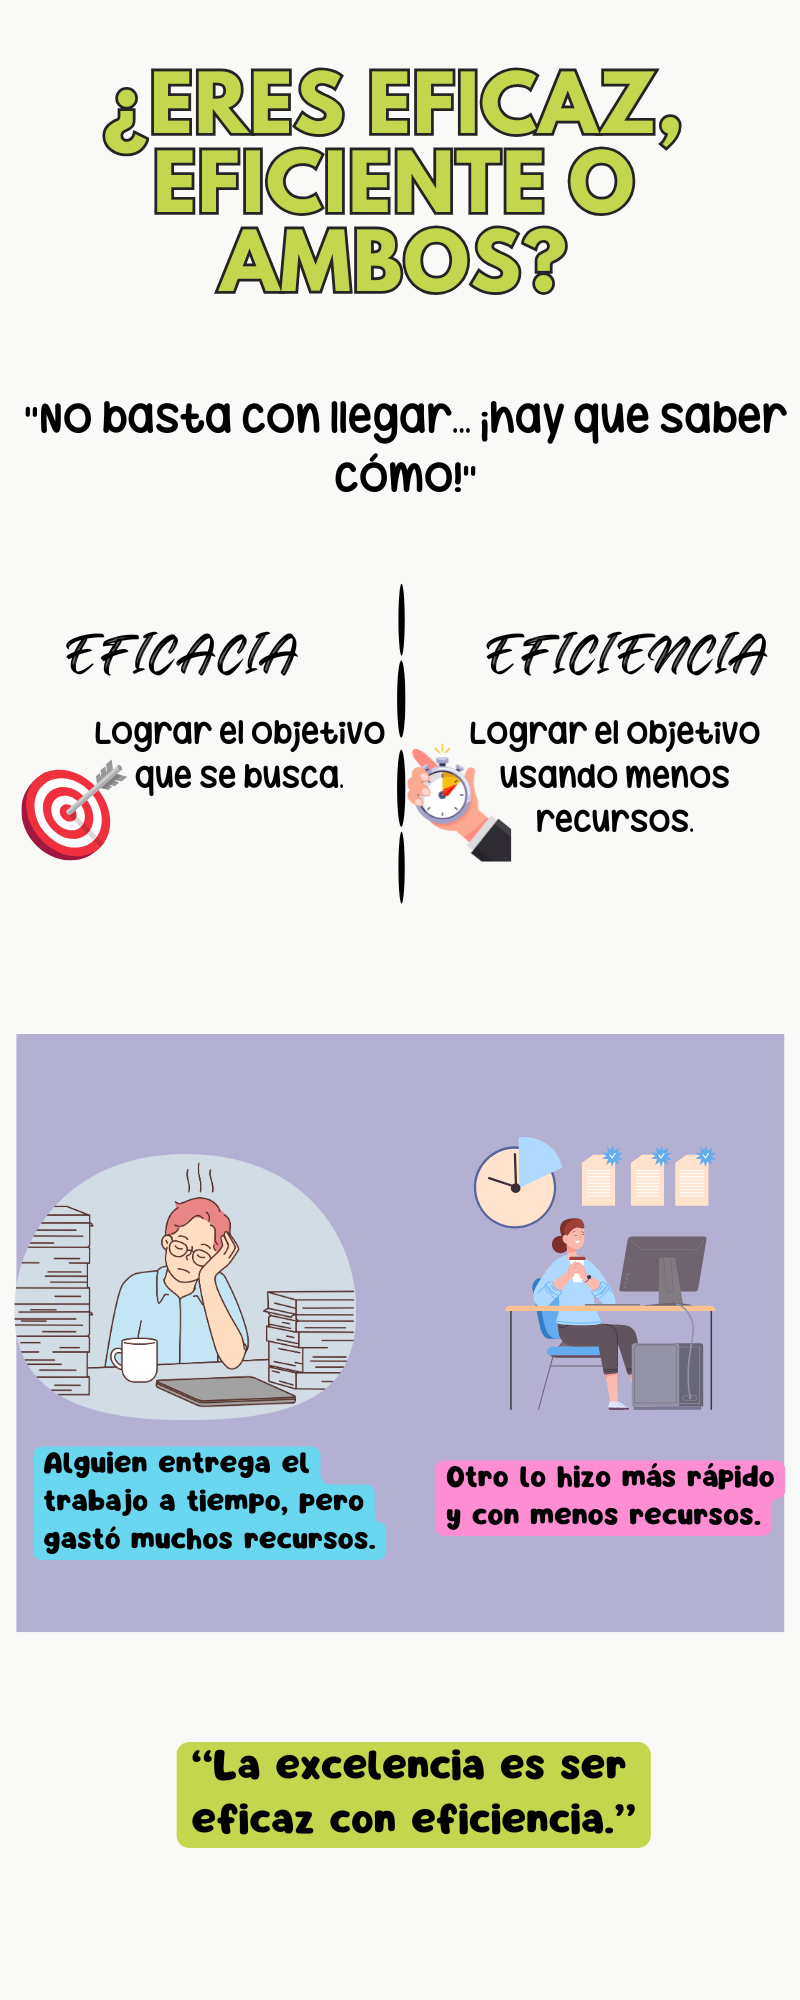 ¿ERES EFICAZ,
EFICIENTE O
AMBOS?
"No basta con llegar... ¡hay que saber
cómo!"
EFICACIA
Lograr el objetivo
que se busca.
EFICIENCIA
Lograr el objetivo
usando menos
recursos.
Alguien entrega el
trabajo a tiempo, pero
gastó muchos recursos.
Otro lo hizo más rápido
y con menos recursos.
“La excelencia es ser
eficaz con eficiencia.”